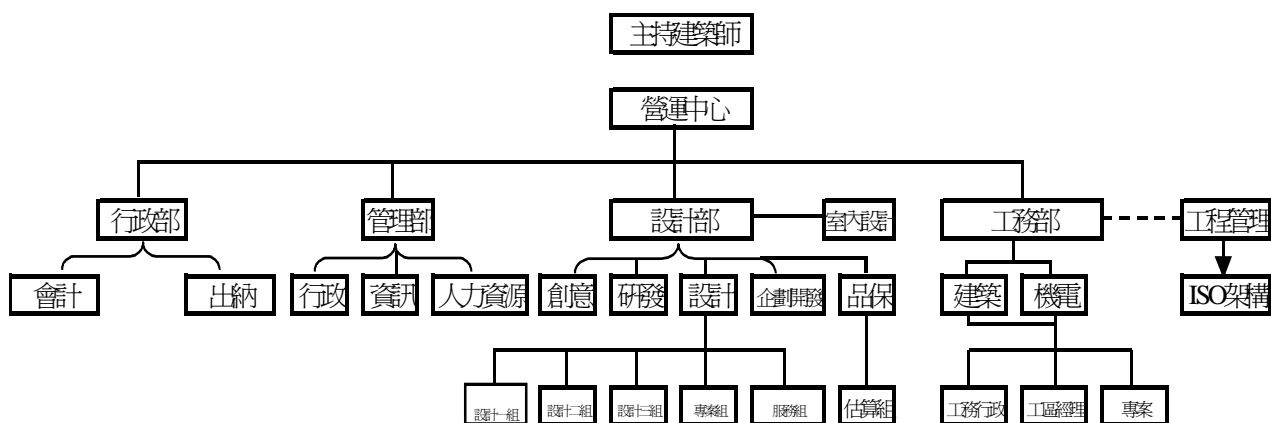 主持建築師
營運中心
行政部
管理部
設計部
室內設計
工務部
工程管理
會計
出納
行政
資訊
人力資源
創意
研發
設計
企劃開發
品保
建築
機電
ISO架構
設計一組
設計二組
設計三組
專案組
服務組
估算組
工務行政
工區經理
專案